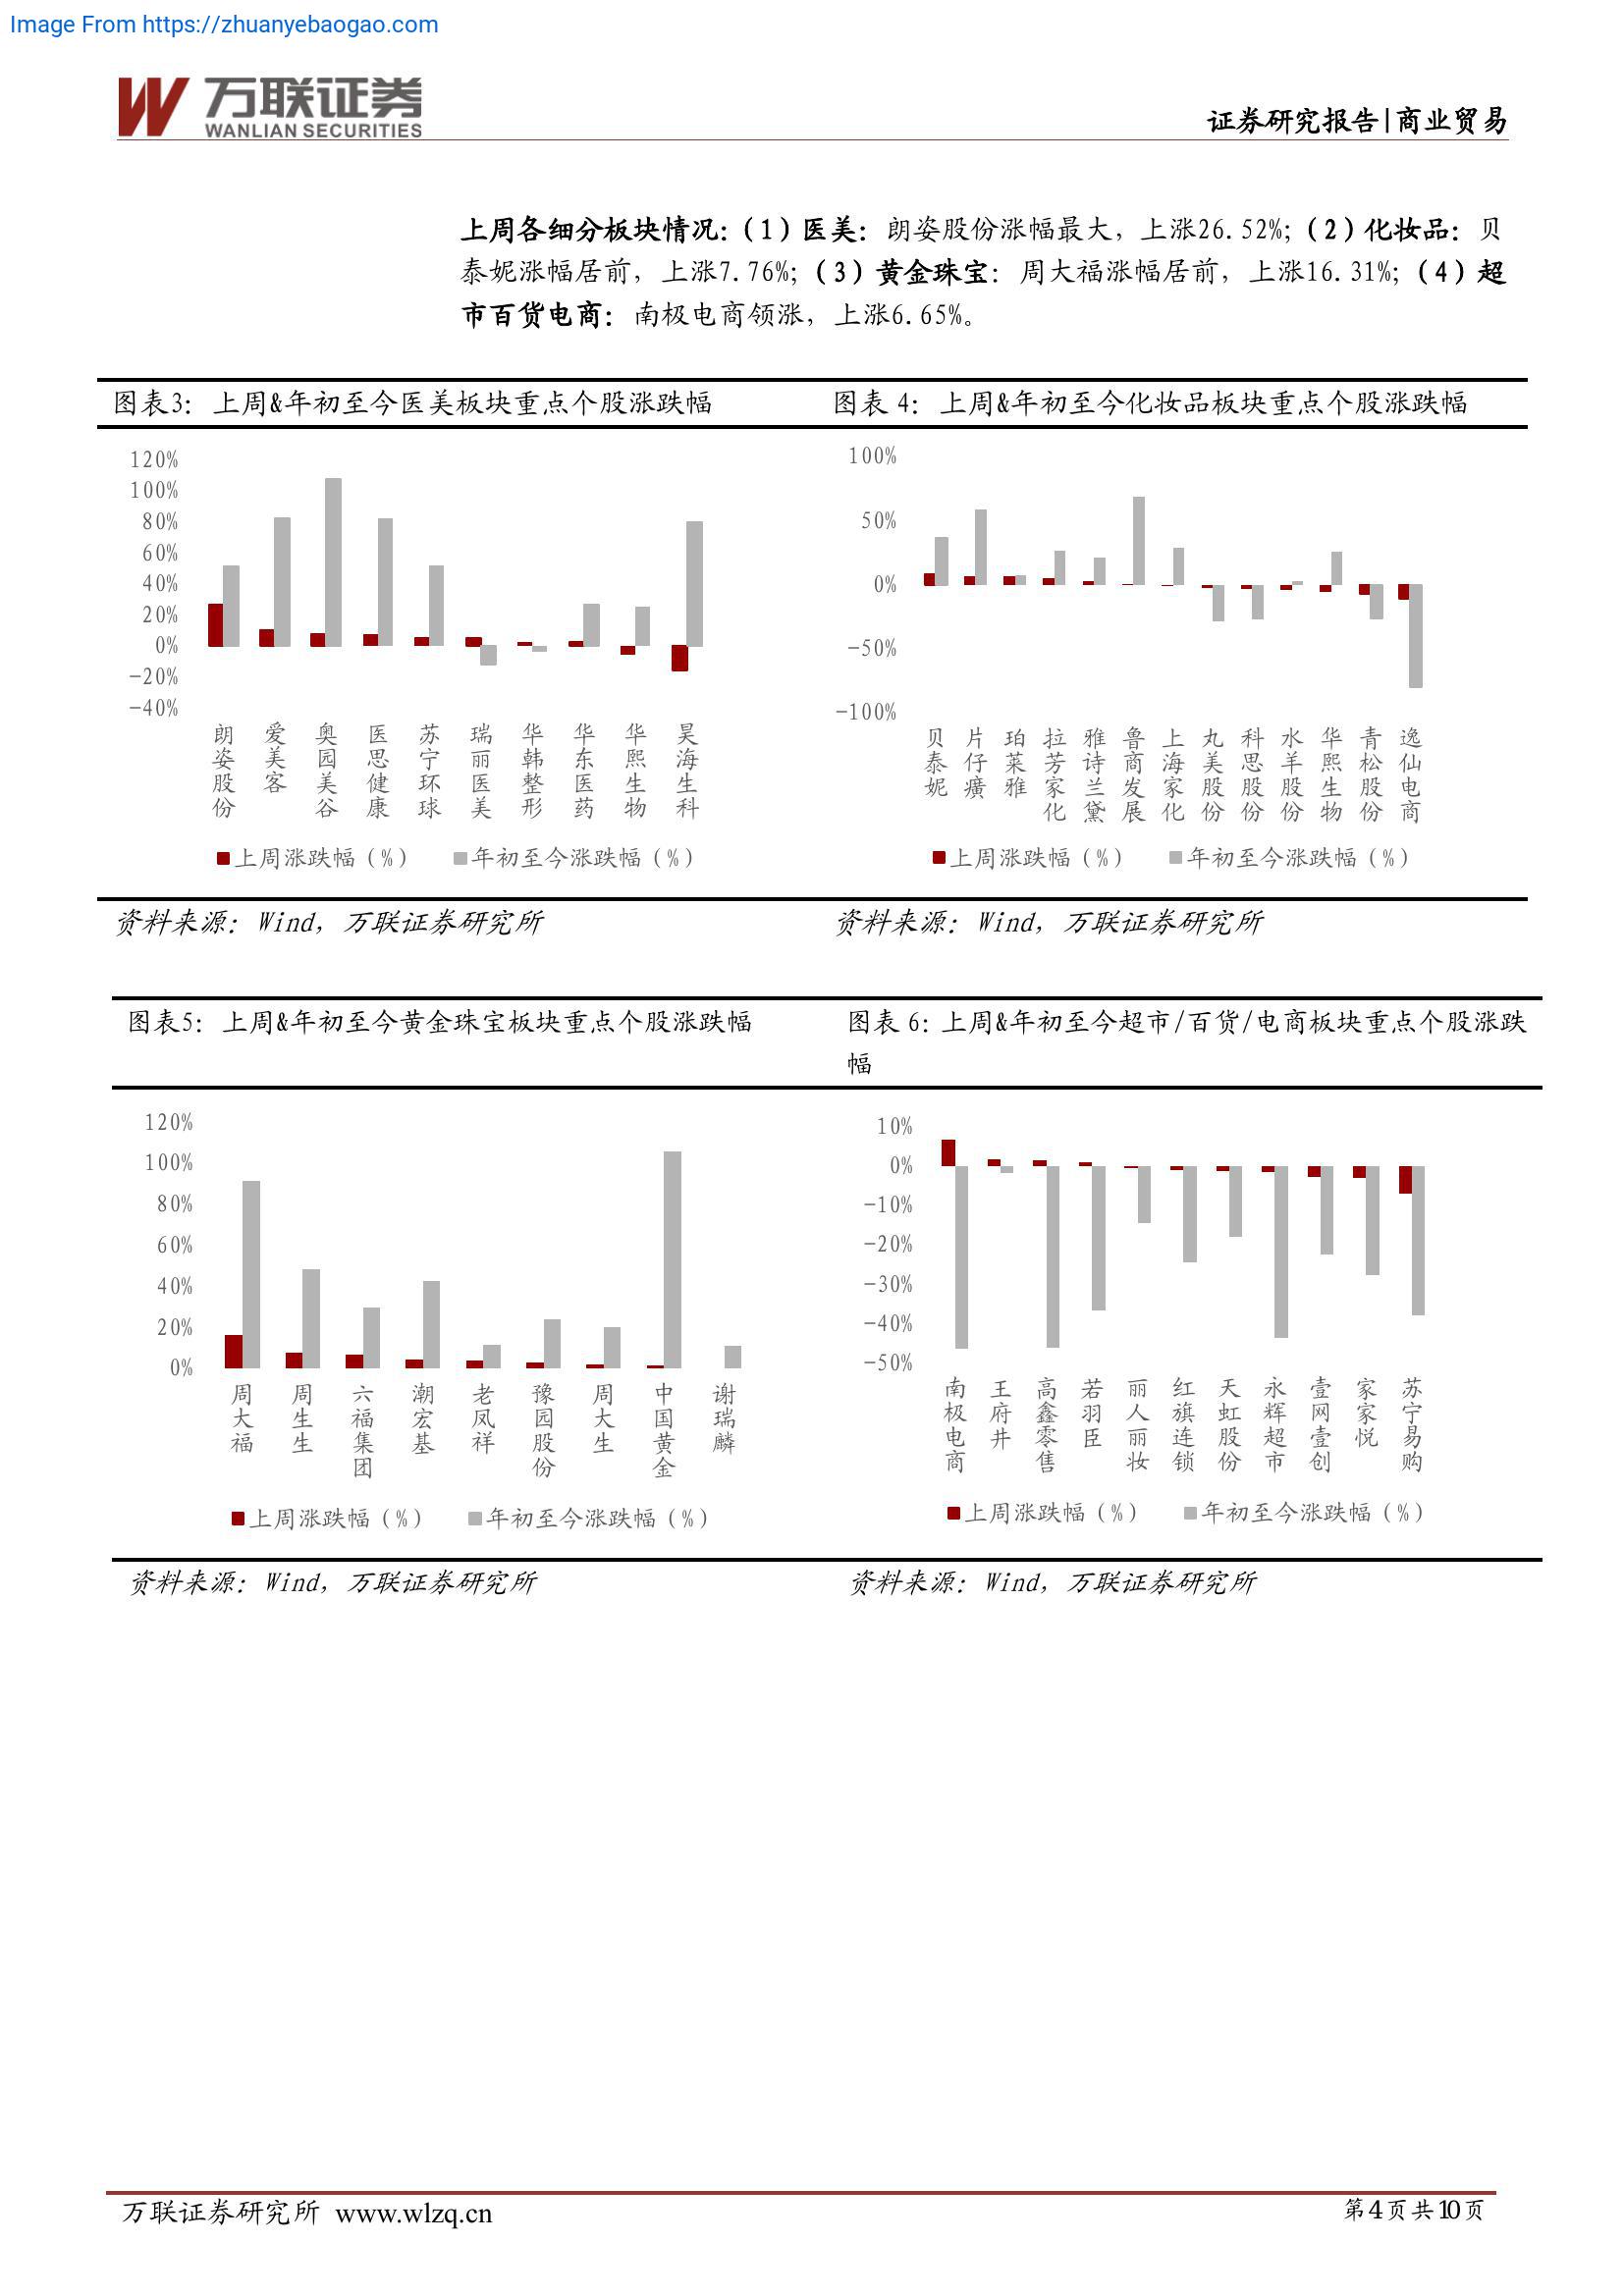 Image From https://zhuanyebaogao.com
万联证券
WANLIAN SECURITIES
证券研究报告|商业贸易
上周各细分板块情况：（1）医美：朗姿股份涨幅最大，上涨26.52%；（2）化妆品：贝
泰妮涨幅居前，上涨7.76%；（3）黄金珠宝：周大福涨幅居前，上涨16.31%；（4）超
市百货电商：南极电商领涨，上涨6.65%。
图表3： 上周&年初至今医美板块重点个股涨跌幅
120%
100%
80%
60%
40%
20%
0%
-20%
-40%
朗姿股份
爱美客
奥园美谷
医思健康
苏宁环球
瑞丽医美
华韩整形
华东医药
华熙生物
昊海生科
上周涨跌幅（%）
年初至今涨跌幅（%）
资料来源：Wind，万联证券研究所
图表 4： 上周&年初至今化妆品板块重点个股涨跌幅
100%
50%
0%
-50%
-100%
贝泰妮
片仔癀
珀莱雅
拉芳家化
雅诗兰黛
鲁商发展
上海家化
丸美股份
科思股份
水羊股份
华熙生物
青松股份
逸仙电商
上周涨跌幅（%）
年初至今涨跌幅（%）
资料来源：Wind，万联证券研究所
图表5： 上周&年初至今黄金珠宝板块重点个股涨跌幅
120%
100%
80%
60%
40%
20%
0%
周大福
周生生
六福集团
潮宏基
老凤祥
豫园股份
周大生
中国黄金
谢瑞麟
上周涨跌幅（%）
年初至今涨跌幅（%）
资料来源：Wind，万联证券研究所
图表 6：上周&年初至今超市/百货/电商板块重点个股涨跌
幅
10%
0%
-10%
-20%
-30%
-40%
-50%
南极电商
王府井
高鑫零售
若羽臣
丽人丽妆
红旗连锁
天虹股份
永辉超市
壹网壹创
家家悦
苏宁易购
上周涨跌幅（%）
年初至今涨跌幅（%）
资料来源：Wind，万联证券研究所
万联证券研究所 www.wlzq.cn
第4页共10页